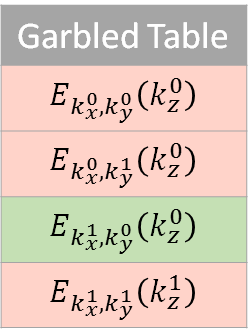 Garbled Table
E_{k_x^0,k_y^0}(k_z^0)
E_{k_x^0,k_y^1}(k_z^0)
E_{k_x^1,k_y^0}(k_z^0)
E_{k_x^1,k_y^1}(k_z^1)